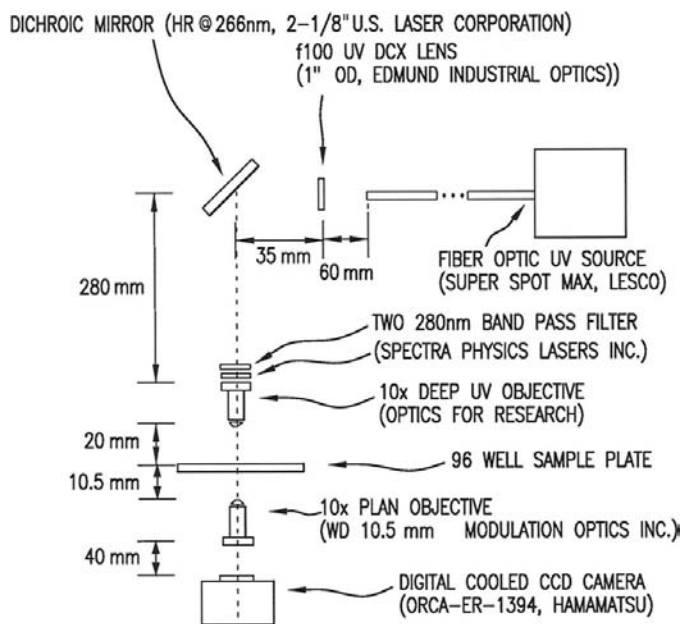 DICHROIC MIRROR (HR @ 266nm, 2-1/8" U.S. LASER CORPORATION)
f100 UV DCX LENS
(1" OD, EDMUND INDUSTRIAL OPTICS))
35 mm
60 mm
FIBER OPTIC UV SOURCE
(SUPER SPOT MAX, LESCO)
280 mm
TWO 280nm BAND PASS FILTER
(SPECTRA PHYSICS LASERS INC.)
10x DEEP UV OBJECTIVE
(OPTICS FOR RESEARCH)
20 mm
96 WELL SAMPLE PLATE
10.5 mm
10x PLAN OBJECTIVE
(WD 10.5 mm MODULATION OPTICS INC.)
40 mm
DIGITAL COOLED CCD CAMERA
(ORCA-ER-1394, HAMAMATSU)